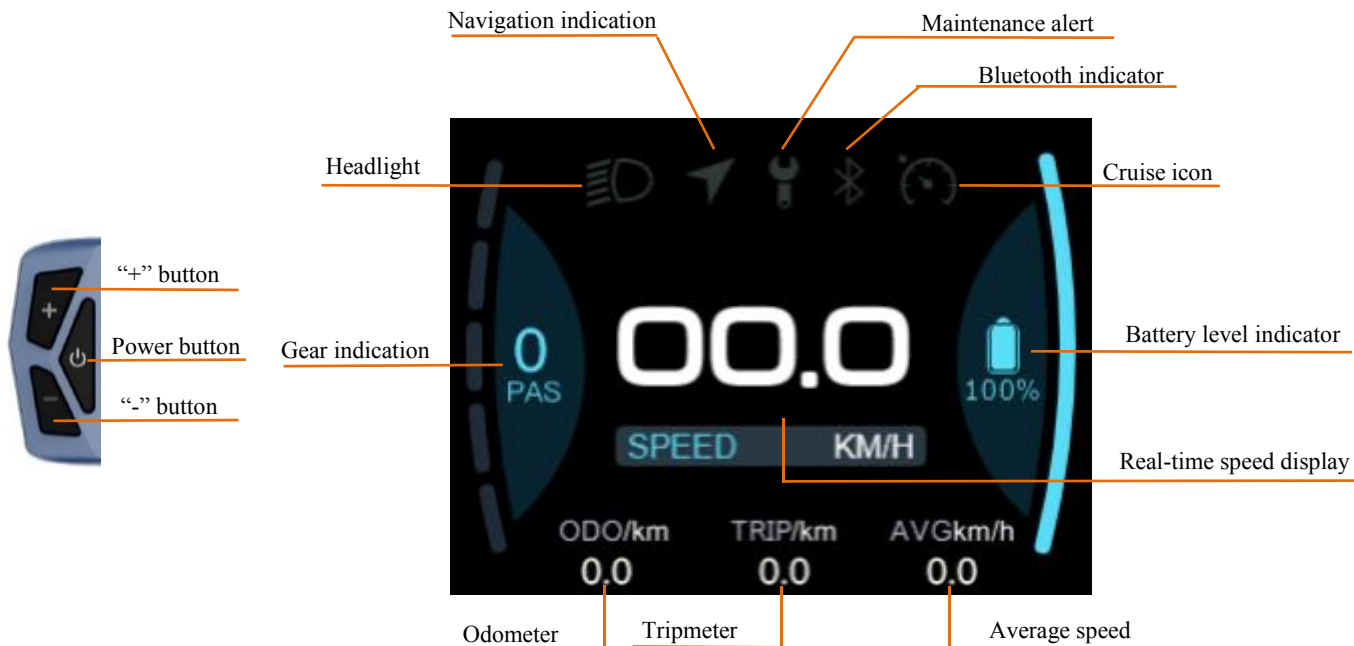 Navigation indication
Maintenance alert
Bluetooth indicator
Headlight
Cruise icon
“+” button
Power button
“-” button
Gear indication
0
PAS
00.0
SPEED KM/H
100%
Battery level indicator
Real-time speed display
ODO/km TRIP/km AVGkm/h
0.0 0.0 0.0
Odometer Tripmeter Average speed